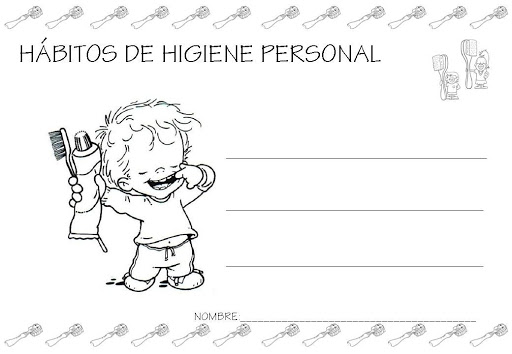 HÁBITOS DE HIGIENE PERSONAL
NOMBRE: